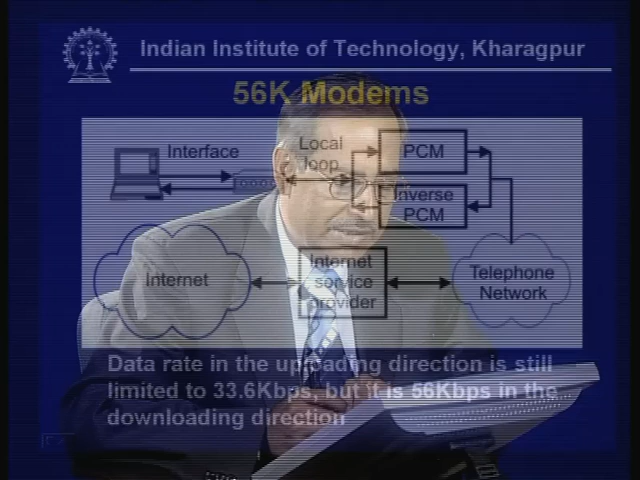 Indian Institute of Technology, Kharagpur
56K Modems
Interface
Local
loop
PCM
Inverse
PCM
Internet
Internet
service
provider
Telephone
Network
Data rate in the uploading direction is still
limited to 33.6Kbps, but it is 56Kbps in the
downloading direction